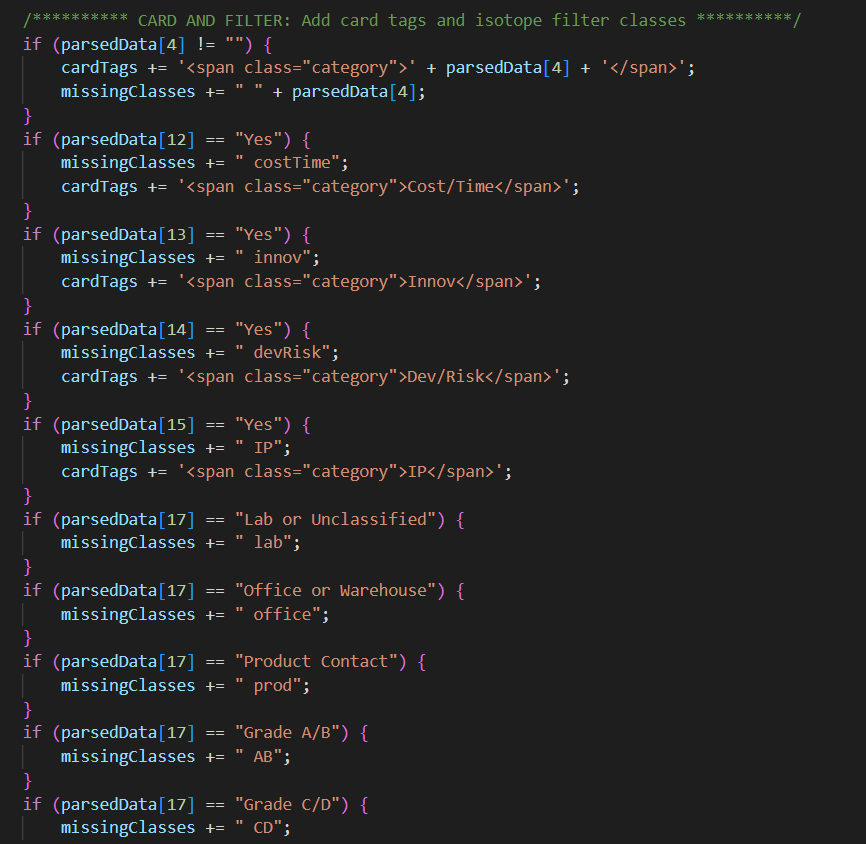 /********** CARD AND FILTER: Add card tags and isotope filter classes **********/
if (parsedData[4] != "") {
    cardTags += '<span class="category">' + parsedData[4] + '</span>';
    missingClasses += " " + parsedData[4];
}
if (parsedData[12] == "Yes") {
    missingClasses += " costTime";
    cardTags += '<span class="category">Cost/Time</span>';
}
if (parsedData[13] == "Yes") {
    missingClasses += " innov";
    cardTags += '<span class="category">Innov</span>';
}
if (parsedData[14] == "Yes") {
    missingClasses += " devRisk";
    cardTags += '<span class="category">Dev/Risk</span>';
}
if (parsedData[15] == "Yes") {
    missingClasses += " IP";
    cardTags += '<span class="category">IP</span>';
}
if (parsedData[17] == "Lab or Unclassified") {
    missingClasses += " lab";
}
if (parsedData[17] == "Office or Warehouse") {
    missingClasses += " office";
}
if (parsedData[17] == "Product Contact") {
    missingClasses += " prod";
}
if (parsedData[17] == "Grade A/B") {
    missingClasses += " AB";
}
if (parsedData[17] == "Grade C/D") {
    missingClasses += " CD";